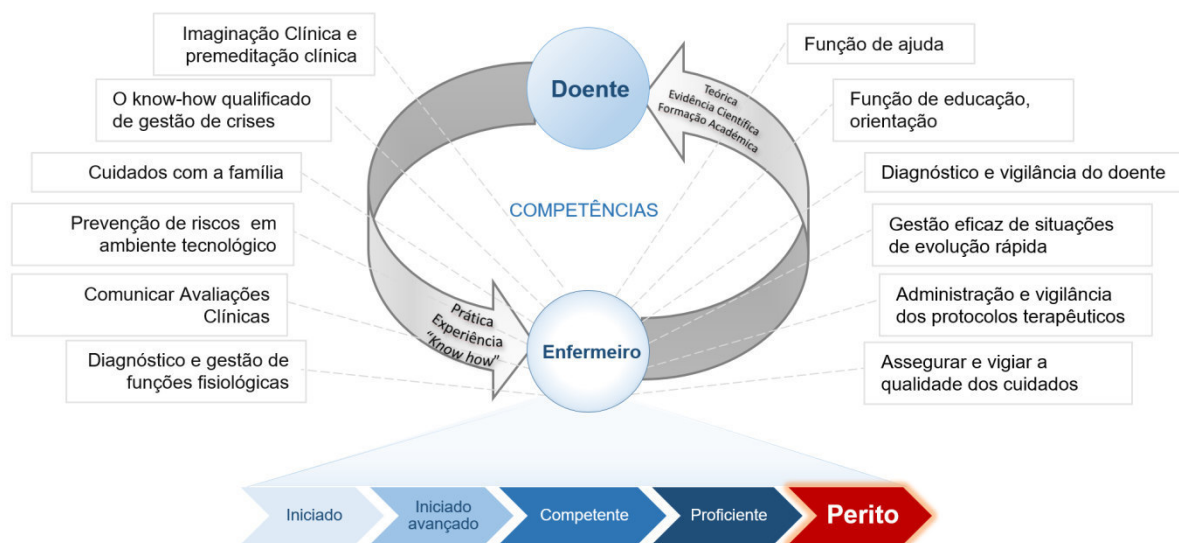 Imaginação Clínica e
premeditação clínica
O know-how qualificado
de gestão de crises
Cuidados com a família
Prevenção de riscos em
ambiente tecnológico
Comunicar Avaliações
Clínicas
Diagnóstico e gestão de
funções fisiológicas
Doente
Teórica
Evidência Científica
Formação Académica
COMPETÊNCIAS
Prática
Experiência
“Know how”
Enfermeiro
Função de ajuda
Função de educação,
orientação
Diagnóstico e vigilância do doente
Gestão eficaz de situações
de evolução rápida
Administração e vigilância
dos protocolos terapêuticos
Assegurar e vigiar a
qualidade dos cuidados
Iniciado
Iniciado
avançado
Competente
Proficiente
Perito